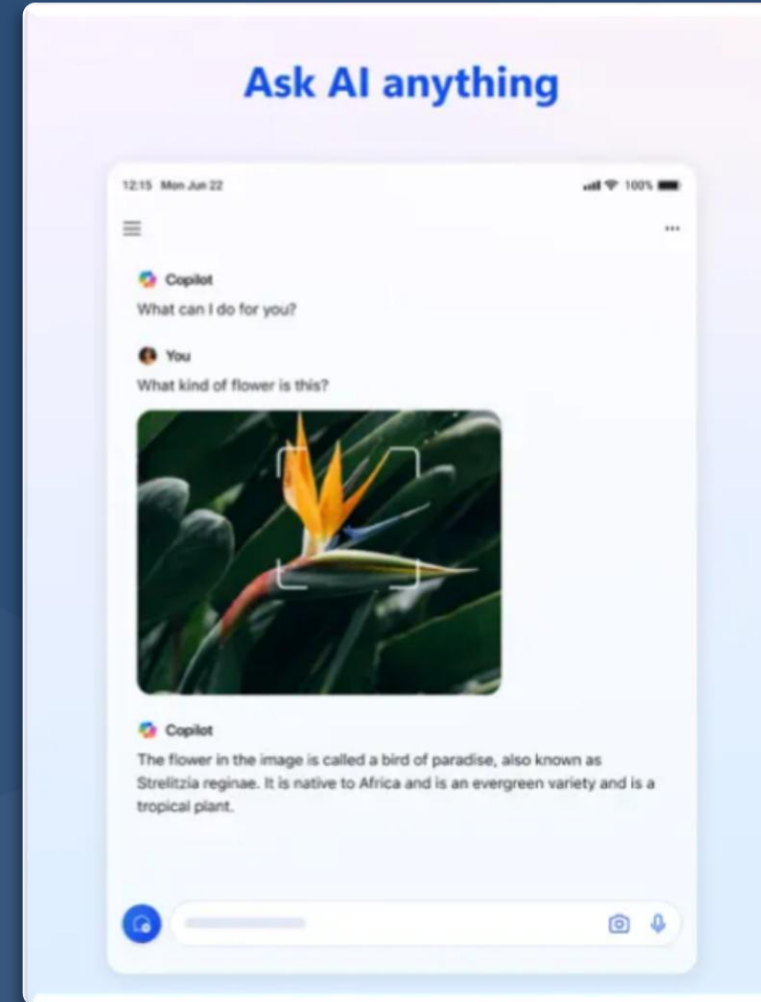 Ask AI anything
12:15 Mon Jun 22
100%
Copilot
What can I do for you?
You
What kind of flower is this?
Copilot
The flower in the image is called a bird of paradise, also known as
Strelitzia reginae. It is native to Africa and is an evergreen variety and is a
tropical plant.